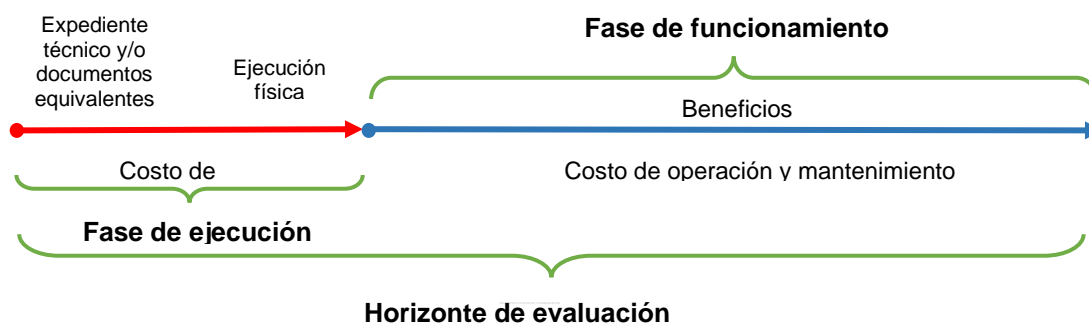 Expediente
técnico y/o
documentos
equivalentes
Ejecución
física
Fase de funcionamiento
Beneficios
Costo de
Costo de operación y mantenimiento
Fase de ejecución
Horizonte de evaluación